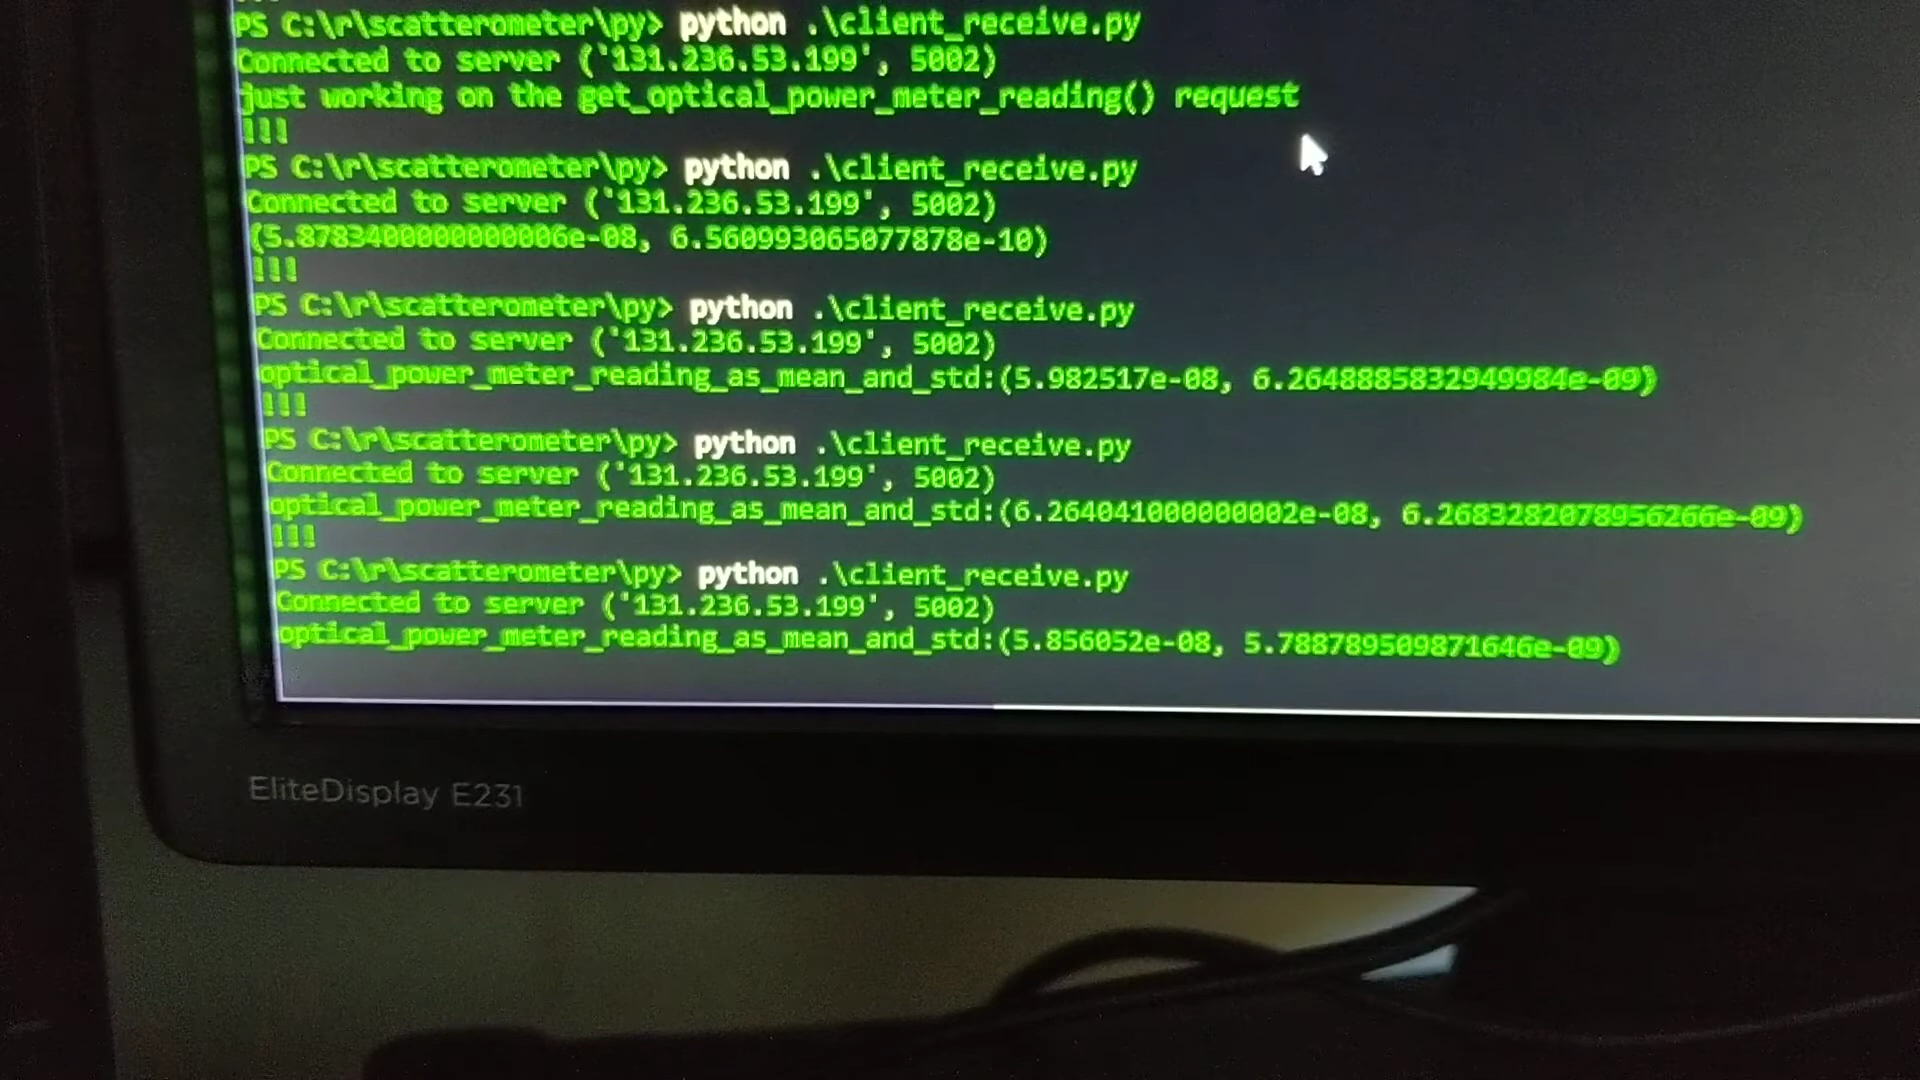 PS C:\r\scatterometer\py> python .\client_receive.py
Connected to server ('131.236.53.199', 5002)
just working on the get_optical_power_meter_reading() request
!!!
PS C:\r\scatterometer\py> python .\client_receive.py
Connected to server ('131.236.53.199', 5002)
(5.8783400000000006e-08, 6.560993065077878e-10)
!!!
PS C:\r\scatterometer\py> python .\client_receive.py
Connected to server ('131.236.53.199', 5002)
optical_power_meter_reading_as_mean_and_std:(5.982517e-08, 6.2648885832949984e-09)
!!!
PS C:\r\scatterometer\py> python .\client_receive.py
Connected to server ('131.236.53.199', 5002)
optical_power_meter_reading_as_mean_and_std:(6.264041000000002e-08, 6.2683282078956266e-09)
!!!
PS C:\r\scatterometer\py> python .\client_receive.py
Connected to server ('131.236.53.199', 5002)
optical_power_meter_reading_as_mean_and_std:(5.856052e-08, 5.788789509871646e-09)
EliteDisplay E231